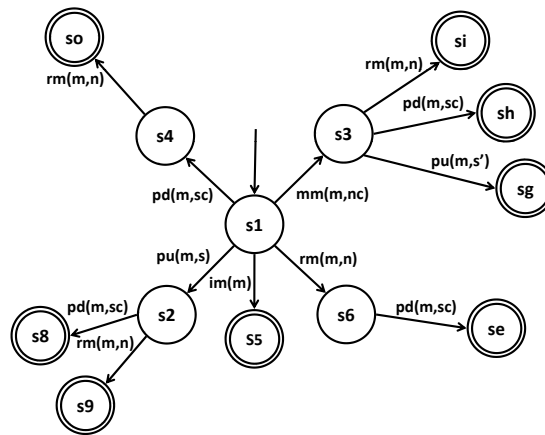 so
si
rm(m,n)
rm(m,n)
pd(m,sc)
sh
s4
s3
pu(m,s')
sg
pd(m,sc)
mm(m,nc)
s1
pu(m,s)
im(m)
rm(m,n)
pd(m,sc)
s2
s6
pd(m,sc)
s8
rm(m,n)
S5
se
s9